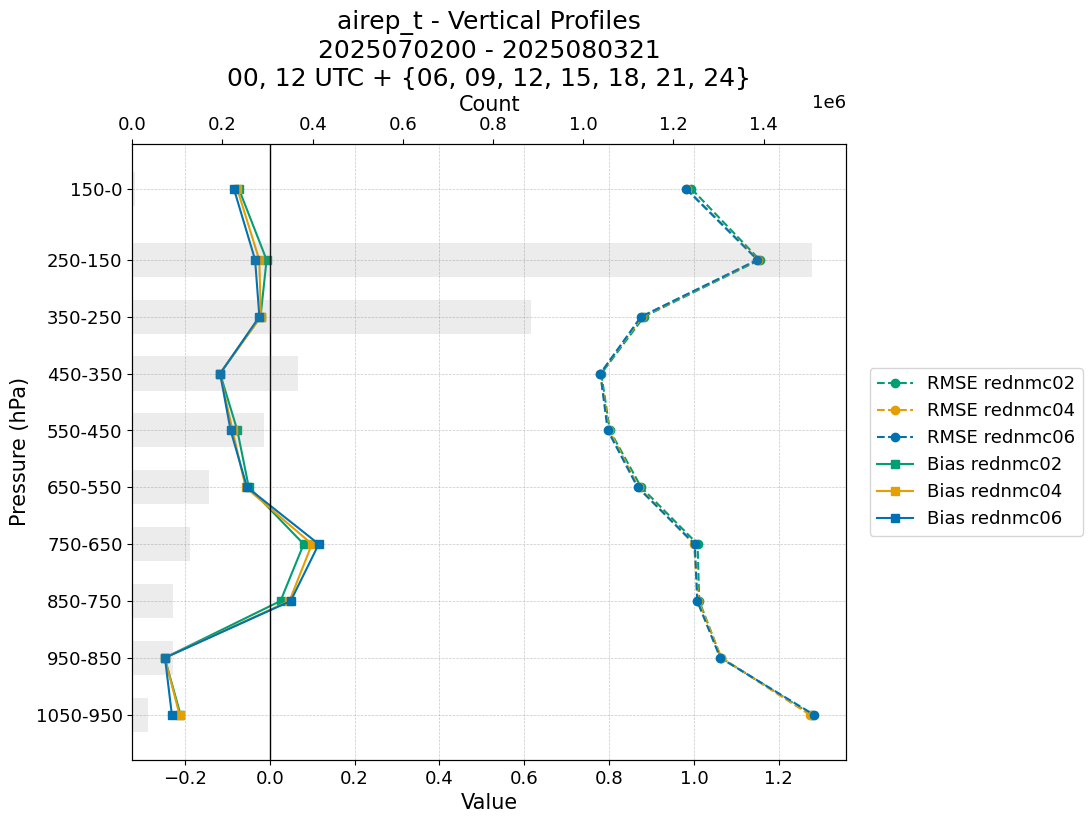 airep_t - Vertical Profiles
2025070200 - 2025080321
00, 12 UTC + {06, 09, 12, 15, 18, 21, 24}
Count
1e6
0.0 0.2 0.4 0.6 0.8 1.0 1.2 1.4
Pressure (hPa)
150-0
250-150
350-250
450-350
550-450
650-550
750-650
850-750
950-850
1050-950
−0.2 0.0 0.2 0.4 0.6 0.8 1.0 1.2
Value
RMSE rednmc02
RMSE rednmc04
RMSE rednmc06
Bias rednmc02
Bias rednmc04
Bias rednmc06